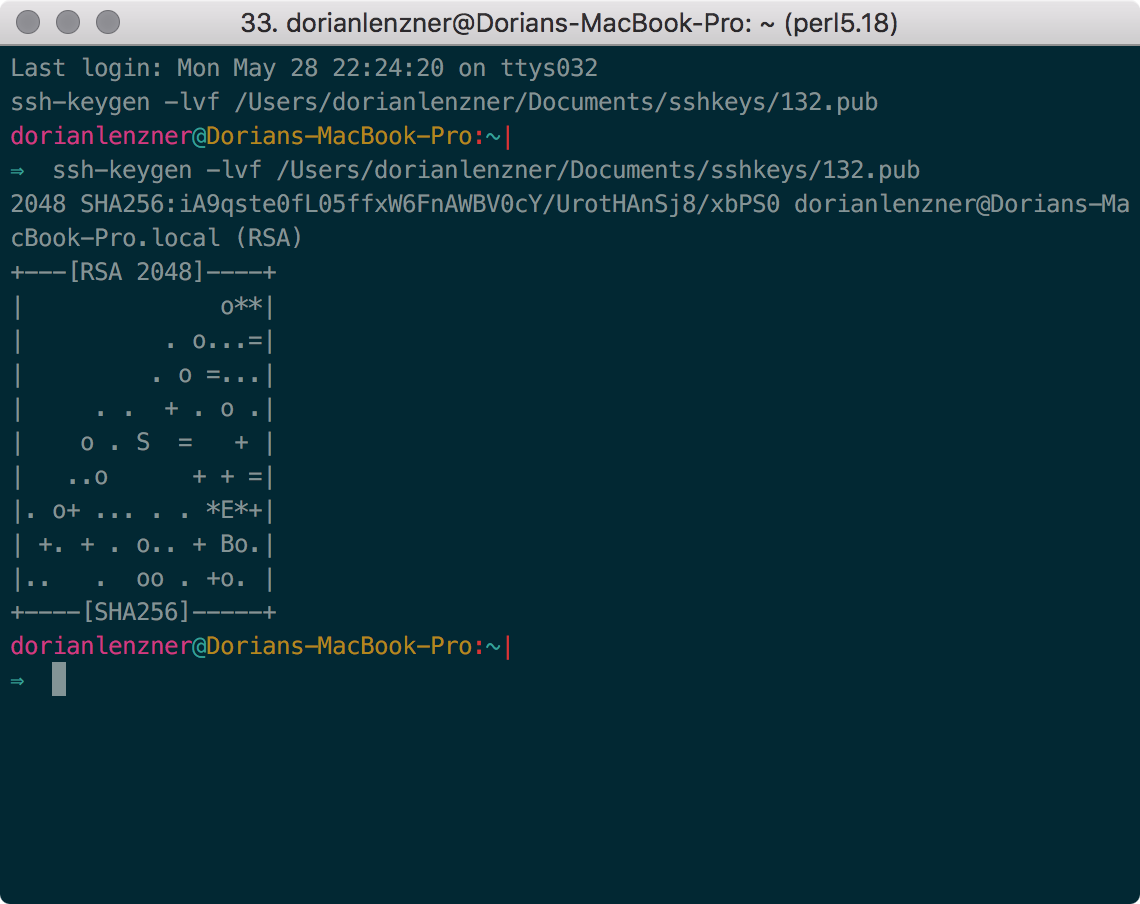 33. dorianlenzner@Dorians-MacBook-Pro: ~ (perl5.18)
Last login: Mon May 28 22:24:20 on ttys032
ssh-keygen -lvf /Users/dorianlenzner/Documents/sshkeys/132.pub
dorianlenzner@Dorians-MacBook-Pro:~|
⇒  ssh-keygen -lvf /Users/dorianlenzner/Documents/sshkeys/132.pub
2048 SHA256:iA9qste0fL05ffxW6FnAWBV0cY/UrotHAnSj8/xbPS0 dorianlenzner@Dorians-Ma
cBook-Pro.local (RSA)
+---[RSA 2048]----+
|              o**|
|          . o...=|
|         . o =...|
|     . .  + . o .|
|    o . S  =   + |
|   ..o      + + =|
|. o+ ... . . *E*+|
| +. + . o.. + Bo.|
|..   .  oo . +o. |
+----[SHA256]-----+
dorianlenzner@Dorians-MacBook-Pro:~|
⇒